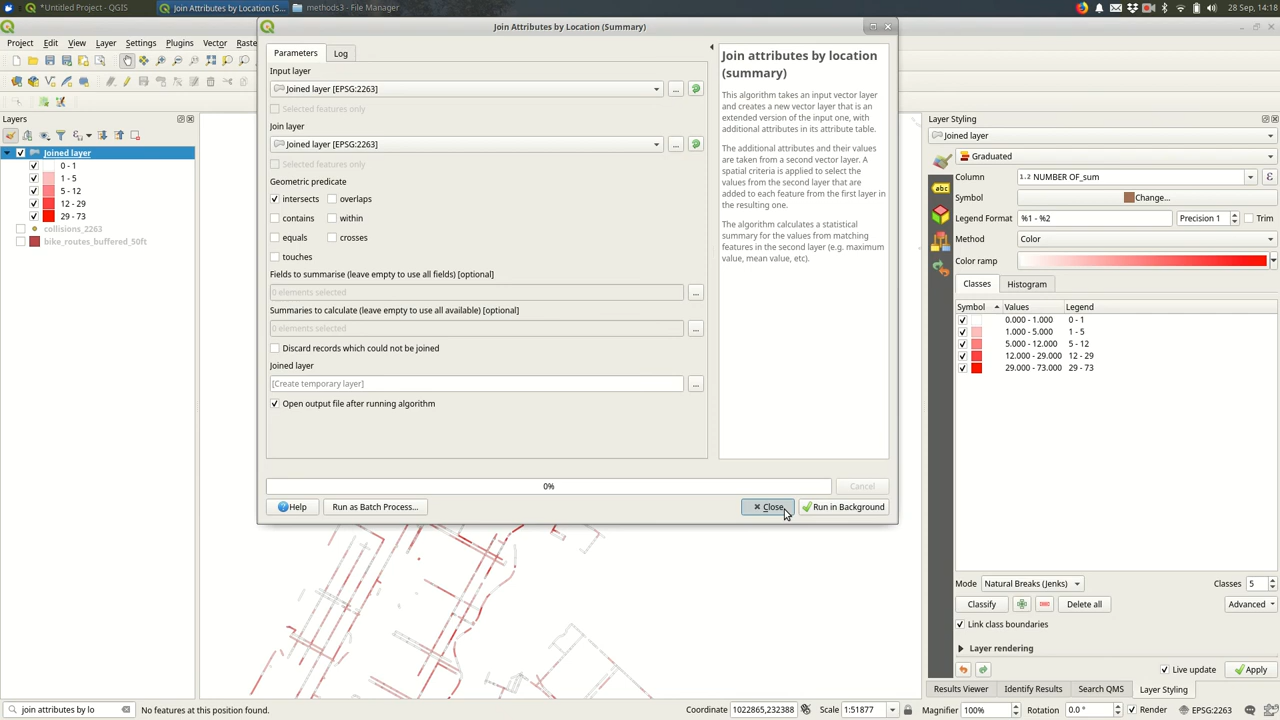 *Untitled Project - QGIS
Join Attributes by Location (S...
methods3 - File Manager
28 Sep, 14:18
Project Edit View Layer Settings Plugins Vector Raste
Join Attributes by Location (Summary)
Layers
Joined layer
0 - 1
1 - 5
5 - 12
12 - 29
29 - 73
collisions_2263
bike_routes_buffered_50ft
Parameters
Log
Input layer
Joined layer [EPSG:2263]
...
Selected features only
Join layer
Joined layer [EPSG:2263]
...
Selected features only
Geometric predicate
intersects overlaps
contains within
equals crosses
touches
Fields to summarise (leave empty to use all fields) [optional]
0 elements selected
...
Summaries to calculate (leave empty to use all available) [optional]
0 elements selected
...
Discard records which could not be joined
Joined layer
[Create temporary layer]
...
Open output file after running algorithm
0%
Cancel
Help
Run as Batch Process...
Close
Run in Background
Join attributes by location
(summary)
This algorithm takes an input vector layer
and creates a new vector layer that is an
extended version of the input one, with
additional attributes in its attribute table.
The additional attributes and their values
are taken from a second vector layer. A
spatial criteria is applied to select the
values from the second layer that are
added to each feature from the first layer in
the resulting one.
The algorithm calculates a statistical
summary for the values from matching
features in the second layer (e.g. maximum
value, mean value, etc).
Layer Styling
Joined layer
Graduated
Column 1.2 NUMBER OF_sum ε
Symbol Change...
Legend Format %1 - %2 Precision 1 Trim
Method Color
Color ramp
Classes
Histogram
Symbol Values Legend
0.000 - 1.000 0 - 1
1.000 - 5.000 1 - 5
5.000 - 12.000 5 - 12
12.000 - 29.000 12 - 29
29.000 - 73.000 29 - 73
Mode Natural Breaks (Jenks) Classes 5
Classify
Delete all
Advanced
Link class boundaries
Layer rendering
Live update
Apply
Results Viewer Identify Results Search QMS Layer Styling
join attributes by lo
No features at this position found.
Coordinate 1022865,232388 Scale 1:51877 Magnifier 100% Rotation 0.0 ° Render EPSG:2263